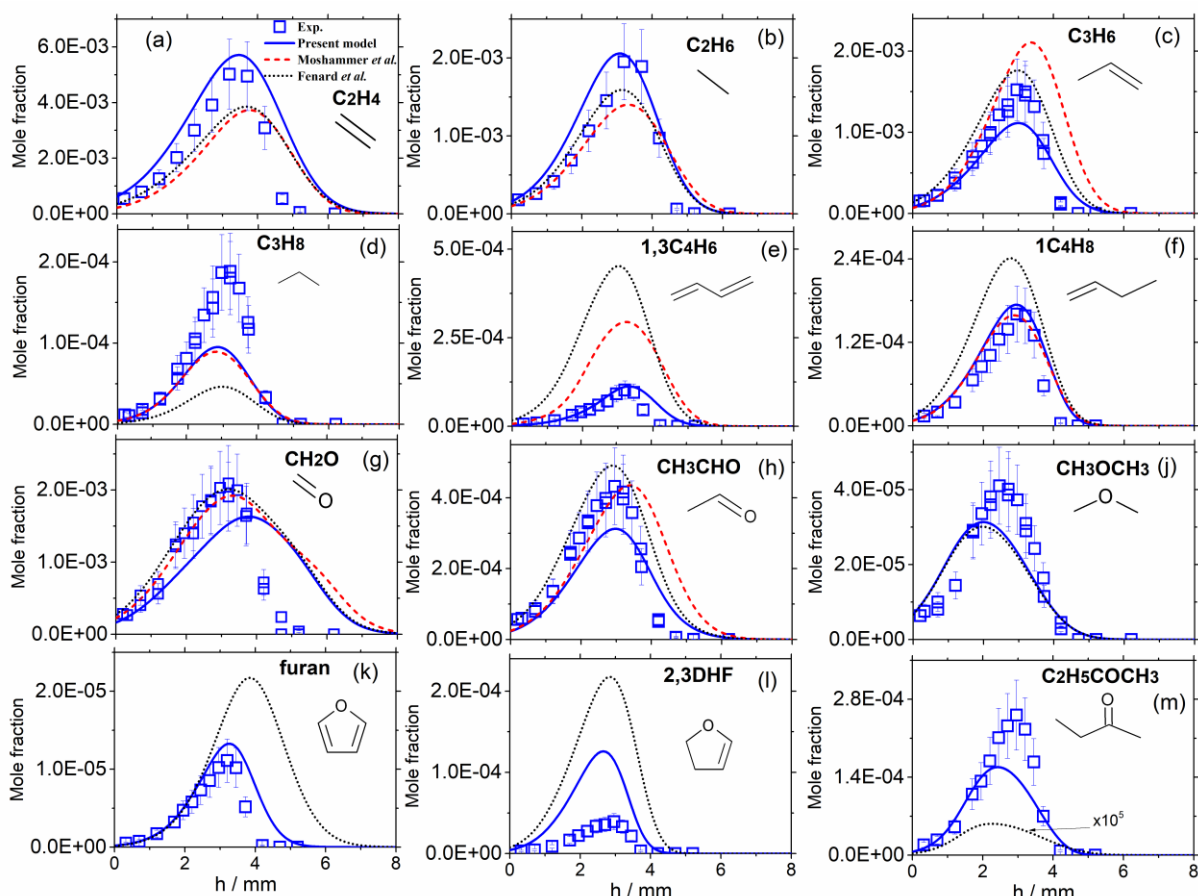 (a)
Exp.
Present model
Moshammer et al.
Fenard et al.
C2H4
6.0E-03
4.0E-03
2.0E-03
0.0E+00
Mole fraction
(b)
C2H6
2.0E-03
1.0E-03
0.0E+00
Mole fraction
(c)
C3H6
2.0E-03
1.0E-03
0.0E+00
Mole fraction
(d)
C3H8
2.0E-04
1.0E-04
0.0E+00
Mole fraction
(e)
1,3C4H6
5.0E-04
2.5E-04
0.0E+00
Mole fraction
(f)
1C4H8
2.4E-04
1.2E-04
0.0E+00
Mole fraction
(g)
CH2O
O
2.0E-03
1.0E-03
0.0E+00
Mole fraction
(h)
CH3CHO
O
4.0E-04
2.0E-04
0.0E+00
Mole fraction
(j)
CH3OCH3
O
4.0E-05
2.0E-05
0.0E+00
Mole fraction
(k)
furan
O
2.0E-05
1.0E-05
0.0E+00
Mole fraction
0 2 4 6 8
h / mm
(l)
2,3DHF
O
2.0E-04
1.0E-04
0.0E+00
Mole fraction
0 2 4 6 8
h / mm
(m)
C2H5COCH3
O
x10⁵
2.8E-04
1.4E-04
0.0E+00
Mole fraction
0 2 4 6 8
h / mm